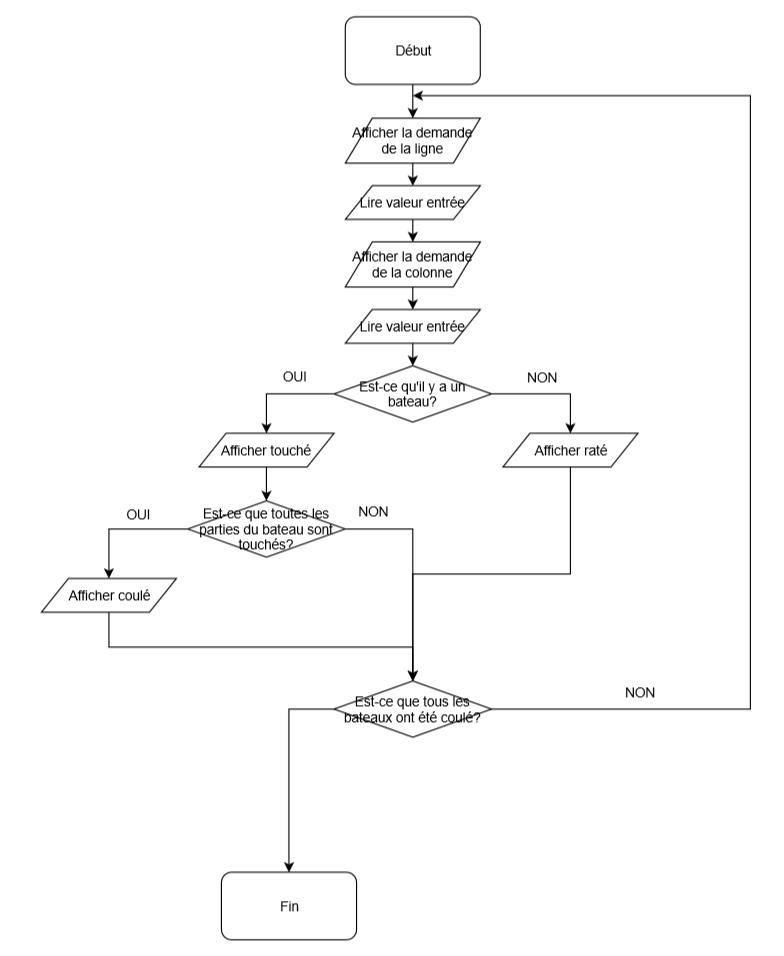 Début
Afficher la demande
de la ligne
Lire valeur entrée
Afficher la demande
de la colonne
Lire valeur entrée
Est-ce qu'il y a un
bateau?
OUI
NON
Afficher touché
Afficher raté
Est-ce que toutes les
parties du bateau sont
touchés?
OUI
NON
Afficher coulé
Est-ce que tous les
bateaux ont été coulé?
NON
Fin